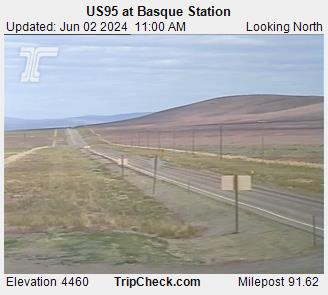 US95 at Basque Station
Updated: Jun 02 2024 11:00 AM Looking North
Elevation 4460 TripCheck.com Milepost 91.62